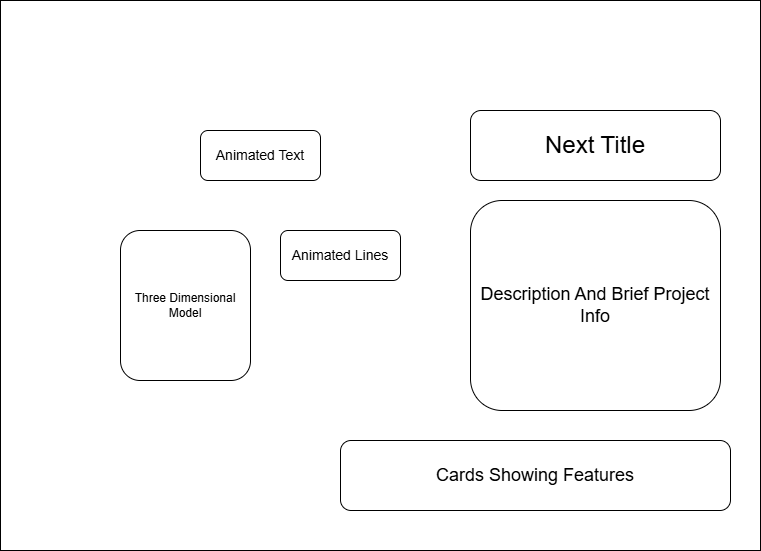 Next Title
Animated Text
Animated Lines
Three Dimensional
Model
Description And Brief Project
Info
Cards Showing Features